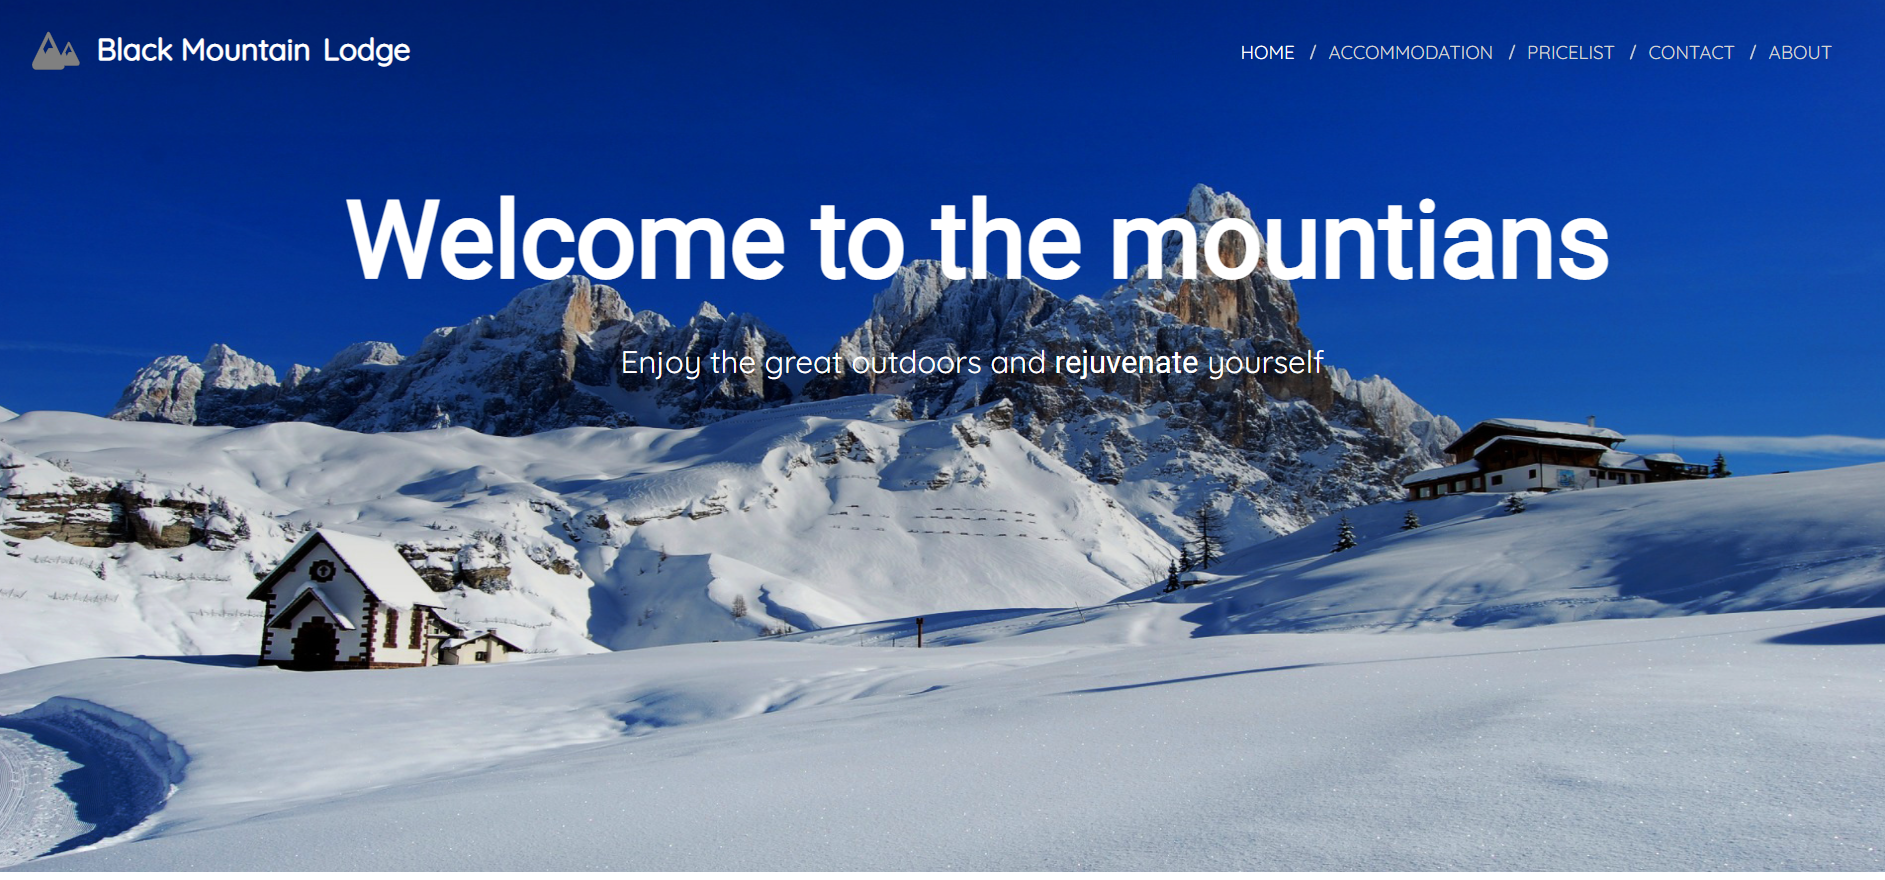 Black Mountain Lodge
HOME / ACCOMMODATION / PRICELIST / CONTACT / ABOUT
Welcome to the mountians
Enjoy the great outdoors and rejuvenate yourself